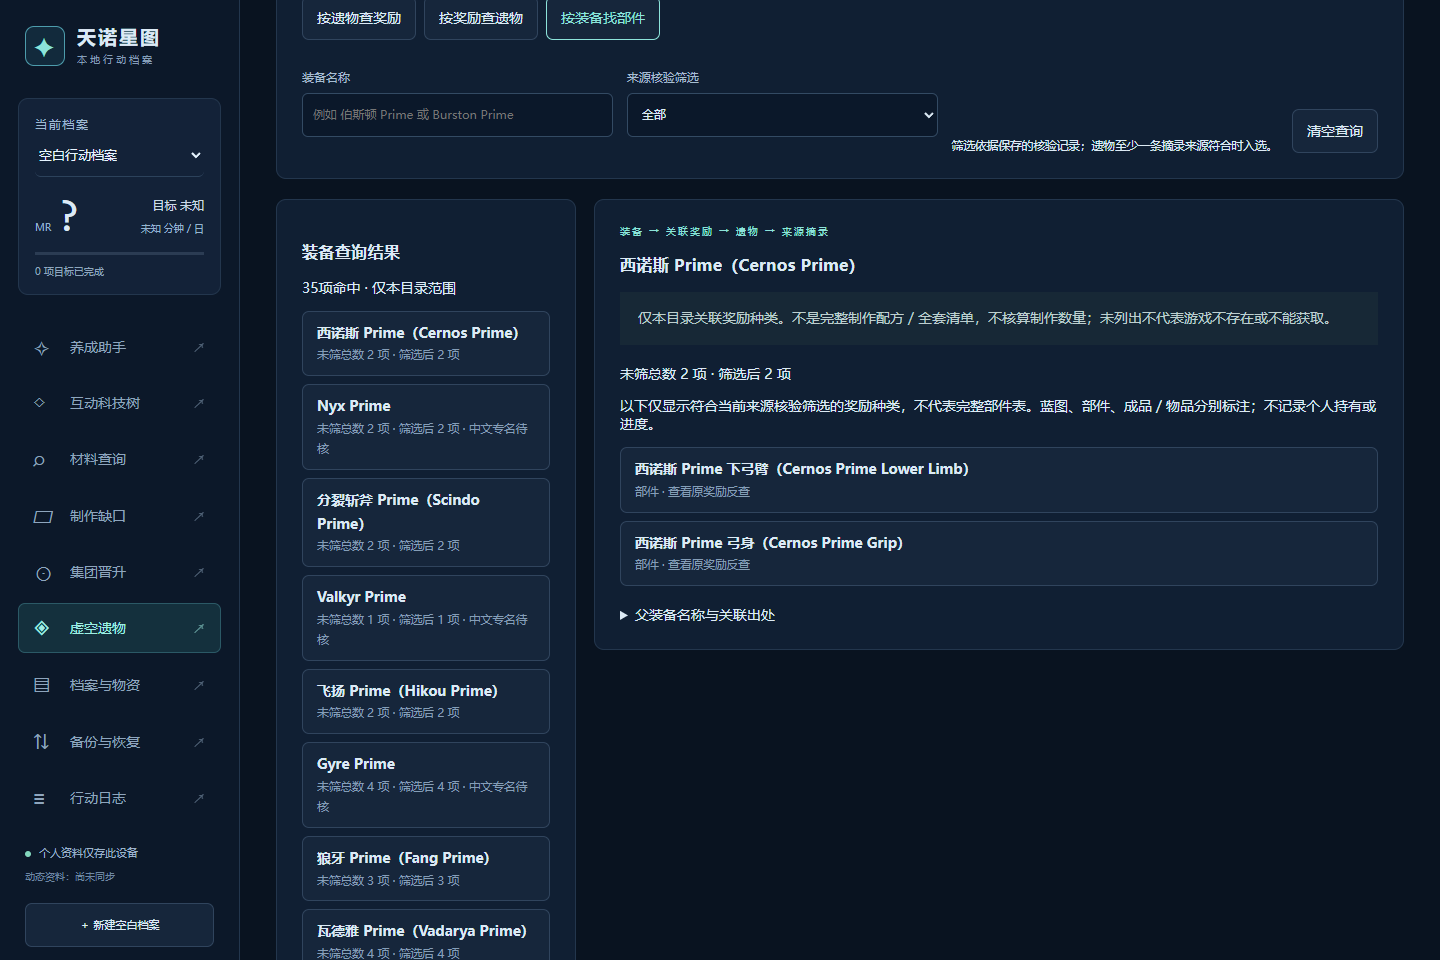 天诺星图
本地行动档案
当前档案
空白行动档案
MR ?
目标 未知
未知 分钟 / 日
0 项目标已完成
养成助手
互动科技树
材料查询
制作缺口
集团晋升
虚空遗物
档案与物资
备份与恢复
行动日志
个人资料仅存此设备
动态资料：尚未同步
+ 新建空白档案
按遗物查奖励
按奖励查遗物
按装备找部件
装备名称
例如 伯斯顿 Prime 或 Burston Prime
来源核验筛选
全部
筛选依据保存的核验记录；遗物至少一条摘录来源符合时入选。
清空查询
装备查询结果
35项命中 · 仅本目录范围
西诺斯 Prime（Cernos Prime）
未筛总数 2 项 · 筛选后 2 项
Nyx Prime
未筛总数 2 项 · 筛选后 2 项 · 中文专名待
核
分裂斩斧 Prime（Scindo
Prime）
未筛总数 2 项 · 筛选后 2 项
Valkyr Prime
未筛总数 1 项 · 筛选后 1 项 · 中文专名待
核
飞扬 Prime（Hikou Prime）
未筛总数 2 项 · 筛选后 2 项
Gyre Prime
未筛总数 4 项 · 筛选后 4 项 · 中文专名待
核
狼牙 Prime（Fang Prime）
未筛总数 3 项 · 筛选后 3 项
瓦德雅 Prime（Vadarya Prime）
未筛总数 4 项 · 筛选后 4 项
装备 → 关联奖励 → 遗物 → 来源摘录
西诺斯 Prime（Cernos Prime）
仅本目录关联奖励种类。不是完整制作配方 / 全套清单，不核算制作数量；未列出不代表游戏不存在或不能获取。
未筛总数 2 项 · 筛选后 2 项
以下仅显示符合当前来源核验筛选的奖励种类，不代表完整部件表。蓝图、部件、成品 / 物品分别标注；不记录个人持有或
进度。
西诺斯 Prime 下弓臂（Cernos Prime Lower Limb）
部件 · 查看原奖励反查
西诺斯 Prime 弓身（Cernos Prime Grip）
部件 · 查看原奖励反查
父装备名称与关联出处